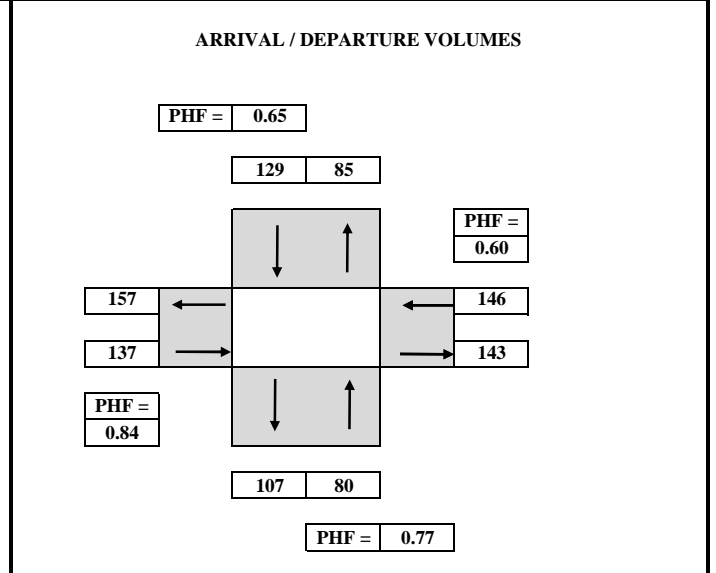 ARRIVAL / DEPARTURE VOLUMES
PHF = 0.65
129 85
PHF =
0.60
157 146
137 143
PHF =
0.84
107 80
PHF = 0.77